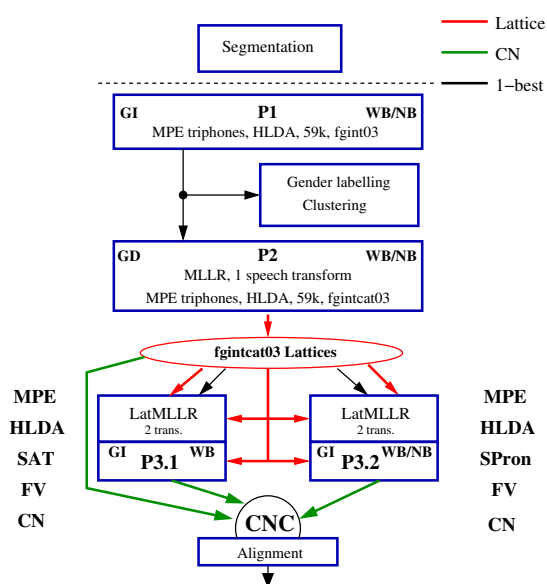 Segmentation
Lattice
CN
1−best
GI P1 WB/NB
MPE triphones, HLDA, 59k, fgint03
Gender labelling
Clustering
GD P2 WB/NB
MLLR, 1 speech transform
MPE triphones, HLDA, 59k, fgintcat03
fgintcat03 Lattices
MPE
HLDA
SAT
FV
CN
LatMLLR
2 trans.
GI P3.1 WB
LatMLLR
2 trans.
GI P3.2 WB/NB
MPE
HLDA
SPron
FV
CN
CNC
Alignment